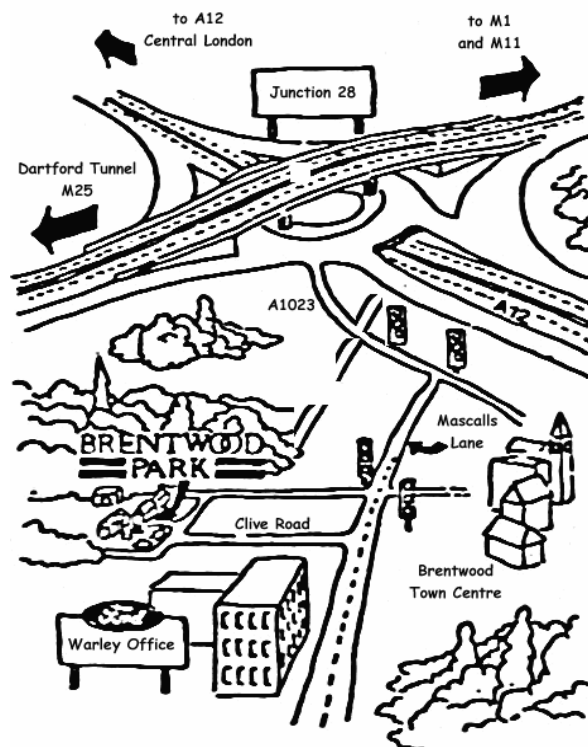 to A12
Central London
to M1
and M11
Junction 28
Dartford Tunnel
M25
A1023
A12
Mascalls
Lane
BRENTWOOD
PARK
Clive Road
Brentwood
Town Centre
Warley Office